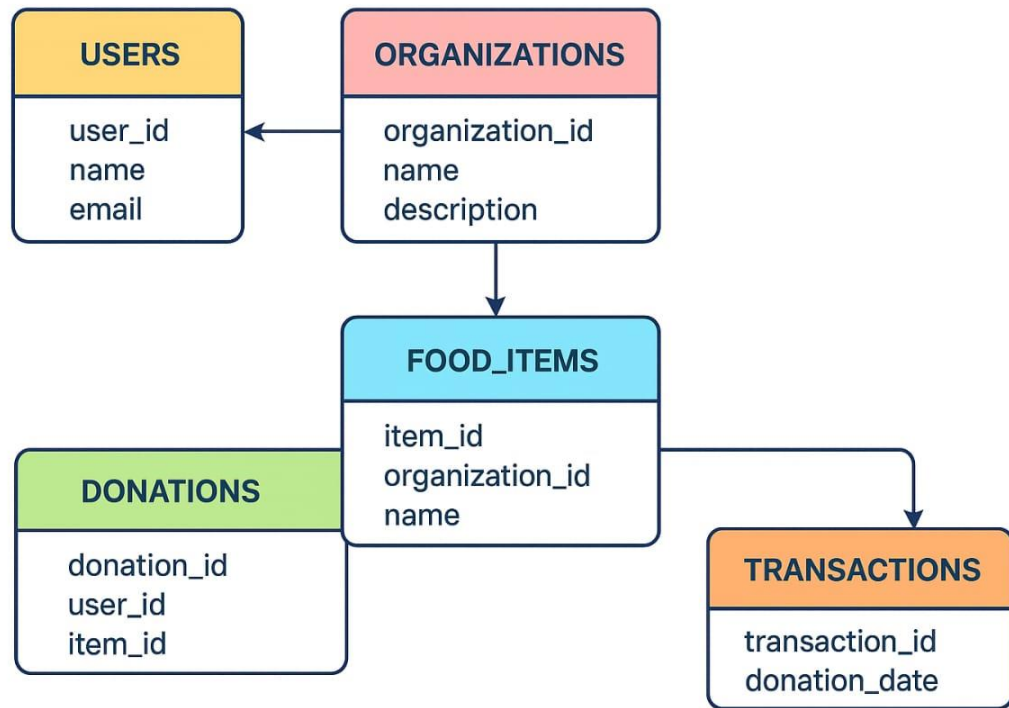 USERS
user_id
name
email
ORGANIZATIONS
organization_id
name
description
FOOD_ITEMS
item_id
organization_id
name
DONATIONS
donation_id
user_id
item_id
TRANSACTIONS
transaction_id
donation_date